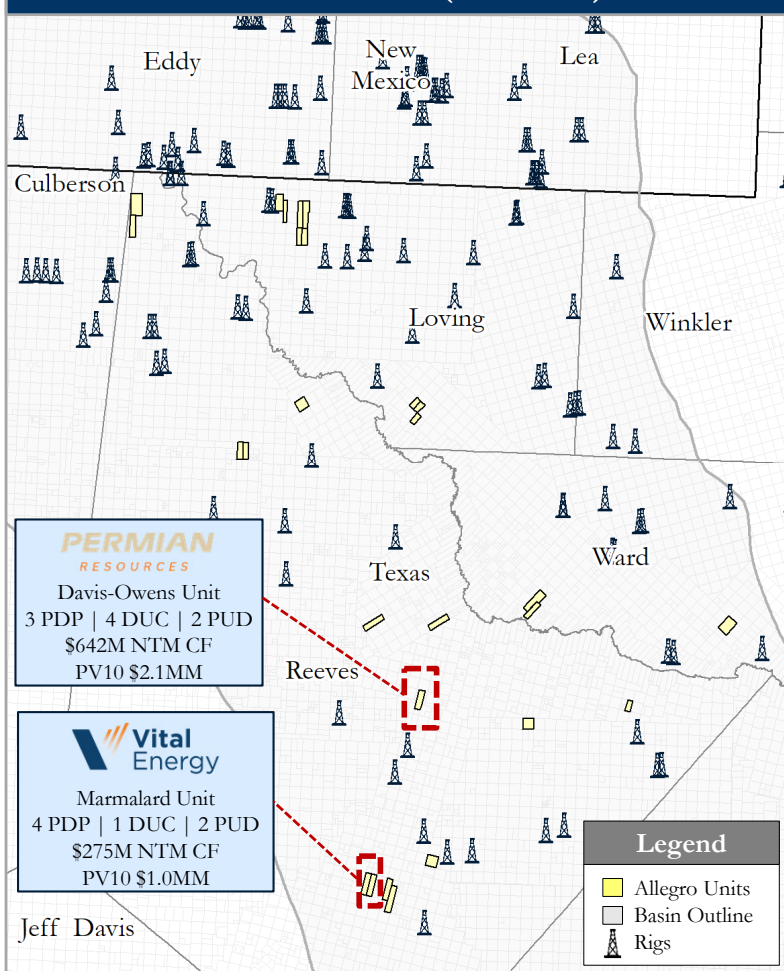 Eddy
New
Mexico
Lea
Culberson
Loving
Winkler
PERMIAN
RESOURCES
Davis-Owens Unit
3 PDP | 4 DUC | 2 PUD
$642M NTM CF
PV10 $2.1MM
Texas
Ward
Reeves
Vital
Energy
Marmalard Unit
4 PDP | 1 DUC | 2 PUD
$275M NTM CF
PV10 $1.0MM
Jeff Davis
Legend
Allegro Units
Basin Outline
Rigs